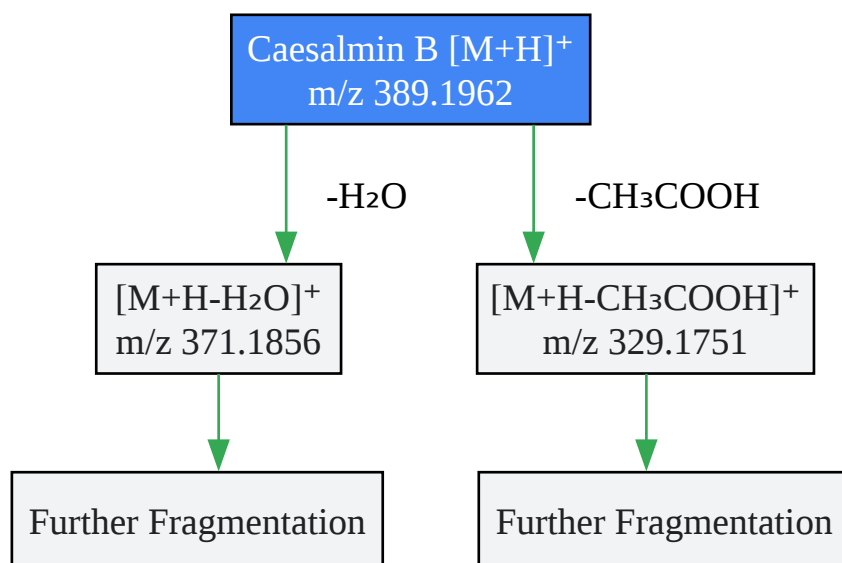 Caesalmin B [M+H]⁺
m/z 389.1962
-H₂O
-CH₃COOH
[M+H-H₂O]⁺
m/z 371.1856
[M+H-CH₃COOH]⁺
m/z 329.1751
Further Fragmentation
Further Fragmentation